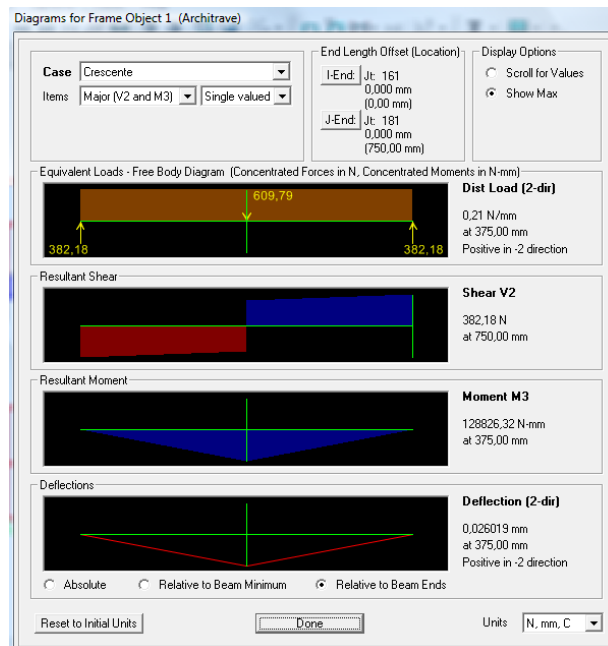 Diagrams for Frame Object 1 (Architrave)
Case Crescente
Items Major (V2 and M3) Single valued
End Length Offset (Location)
I-End: Jt: 161
0,000 mm
(0,00 mm)
J-End: Jt: 181
0,000 mm
(750,00 mm)
Display Options
Scroll for Values
Show Max
Equivalent Loads - Free Body Diagram (Concentrated Forces in N, Concentrated Moments in N-mm)
609,79
382,18 382,18
Dist Load (2-dir)
0,21 N/mm
at 375,00 mm
Positive in -2 direction
Resultant Shear
Shear V2
382,18 N
at 750,00 mm
Resultant Moment
Moment M3
128826,32 N-mm
at 375,00 mm
Deflections
Deflection (2-dir)
0,026019 mm
at 375,00 mm
Positive in -2 direction
Absolute Relative to Beam Minimum Relative to Beam Ends
Reset to Initial Units Done Units N, mm, C